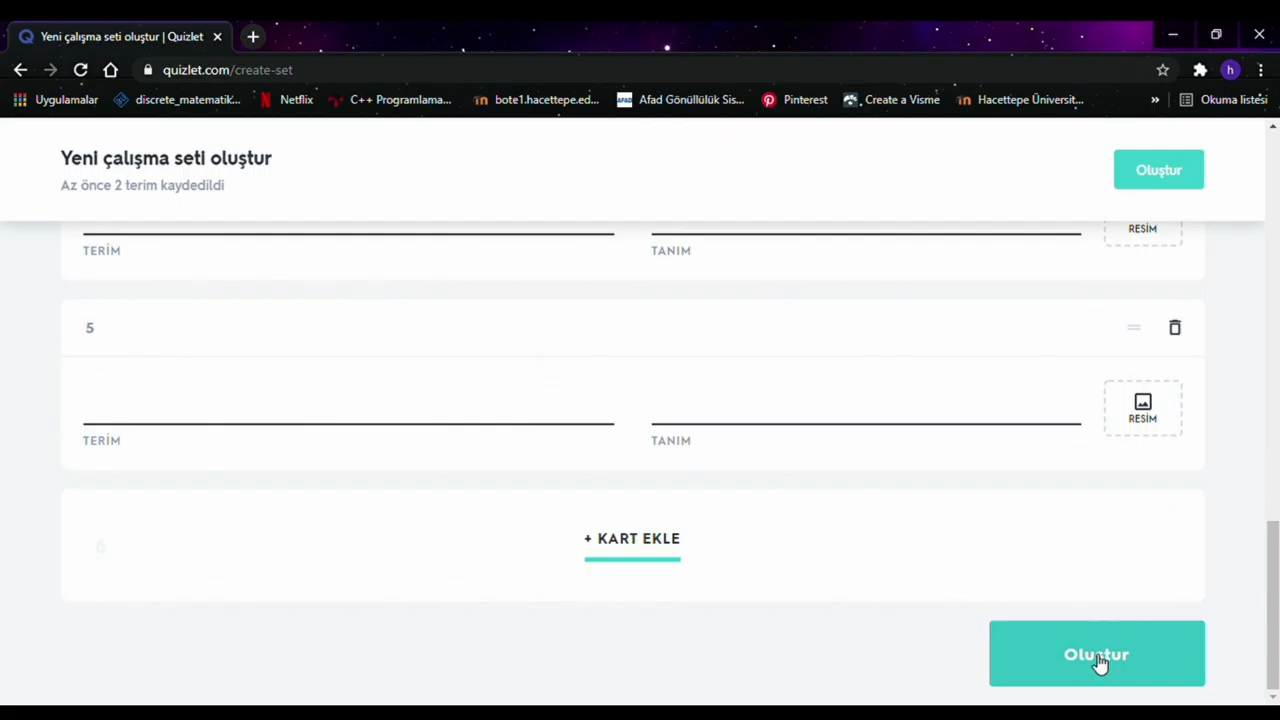 Yeni çalışma seti oluştur | Quizlet
quizlet.com/create-set
h
Uygulamalar
discrete_matematik...
Netflix
C++ Programlama...
bote1.hacettepe.ed...
AFAD
Afad Gönüllülük Sis...
Pinterest
Create a Visme
Hacettepe Üniversit...
»
Okuma listesi
Yeni çalışma seti oluştur
Az önce 2 terim kaydedildi
Oluştur
TERİM
TANIM
RESİM
5
TERİM
TANIM
RESİM
6
+ KART EKLE
Oluştur